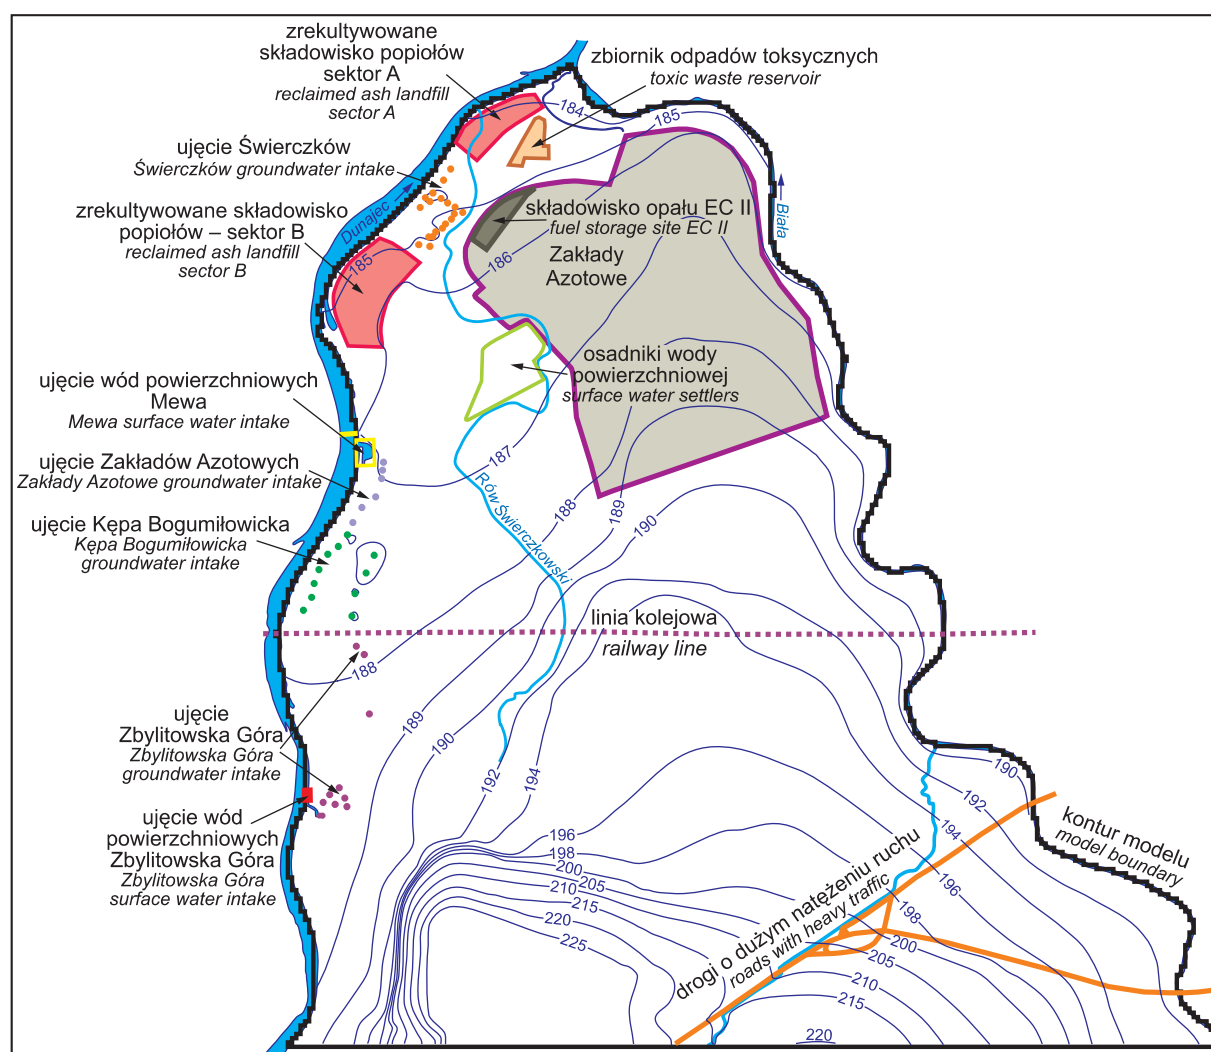 zrekultywowane
składowisko popiołów
sektor A
reclaimed ash landfill
sector A
zbiornik odpadów toksycznych
toxic waste reservoir
184
185
ujęcie Świerczków
Świerczków groundwater intake
zrekultywowane składowisko
popiołów – sektor B
reclaimed ash landfill
sector B
Dunajec
Biała
185
186
składowisko opału EC II
fuel storage site EC II
Zakłady
Azotowe
osadniki wody
powierzchniowej
surface water settlers
ujęcie wód powierzchniowych
Mewa
Mewa surface water intake
ujęcie Zakładów Azotowych
Zakłady Azotowe groundwater intake
187
188
189
190
Rów Świerczkowski
ujęcie Kępa Bogumiłowicka
Kępa Bogumiłowicka
groundwater intake
linia kolejowa
railway line
188
189
190
192
194
ujęcie
Zbylitowska Góra
Zbylitowska Góra
groundwater intake
ujęcie wód
powierzchniowych
Zbylitowska Góra
Zbylitowska Góra
surface water intake
190
192
194
196
198
200
205
210
215
220
kontur modelu
model boundary
drogi o dużym natężeniu ruchu
roads with heavy traffic
196
198
200
205
210
215
220
225